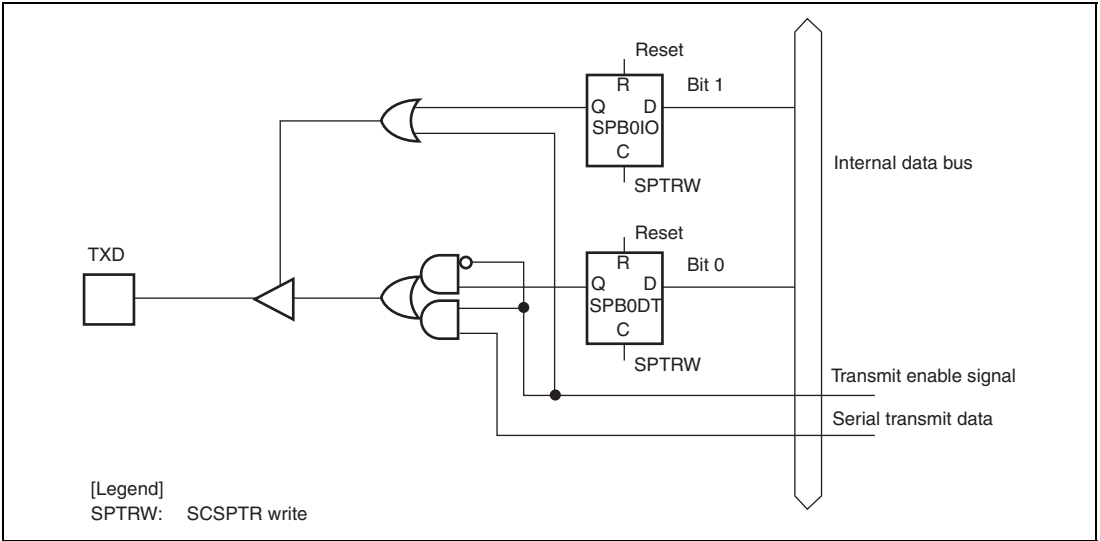 Reset
R
Bit 1
Q D
SPB0IO
C
SPTRW
Internal data bus
Reset
TXD
R
Bit 0
Q D
SPB0DT
C
SPTRW
Transmit enable signal
Serial transmit data
[Legend]
SPTRW: SCSPTR write